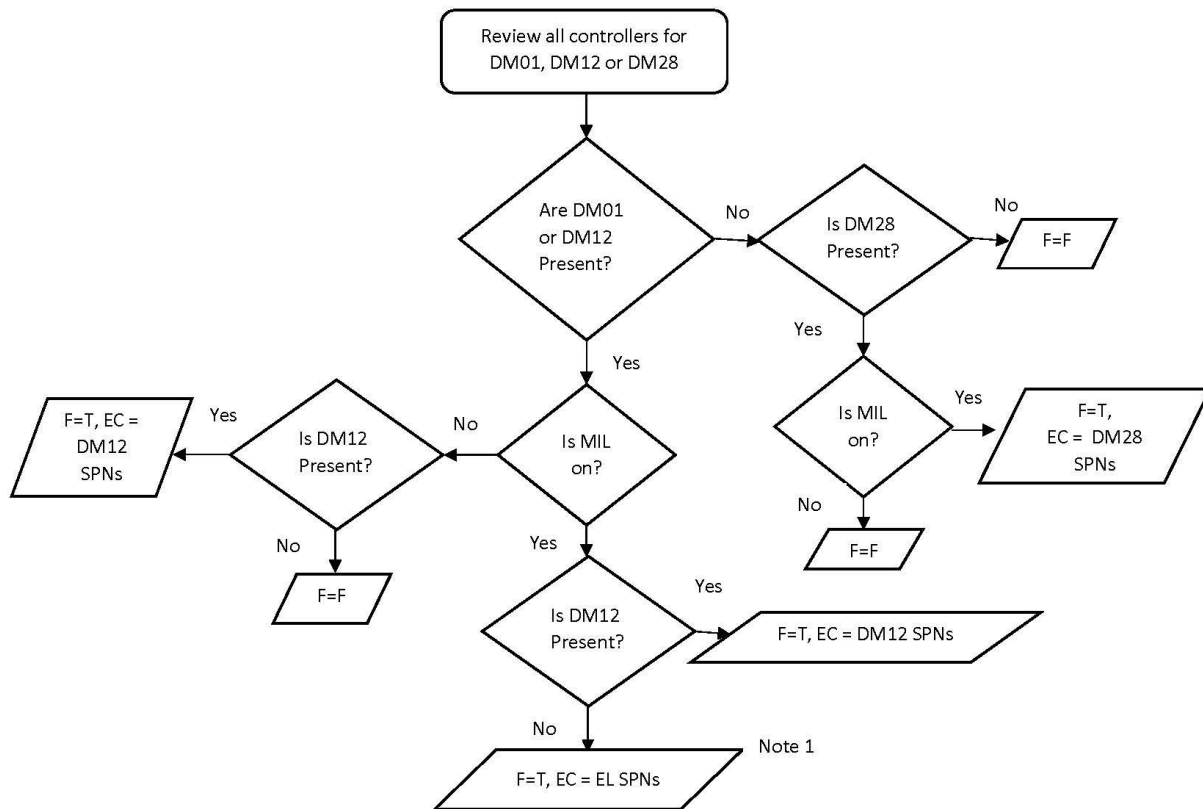 Review all controllers for
DM01, DM12 or DM28
Are DM01
or DM12
Present?
No
Is DM28
Present?
No
F=F
Yes
Yes
Is MIL
on?
Yes
F=T,
EC = DM28
SPNs
No
F=F
Is MIL
on?
No
Is DM12
Present?
Yes
F=T, EC =
DM12
SPNs
No
F=F
Yes
Is DM12
Present?
Yes
F=T, EC = DM12 SPNs
No
F=T, EC = EL SPNs
Note 1